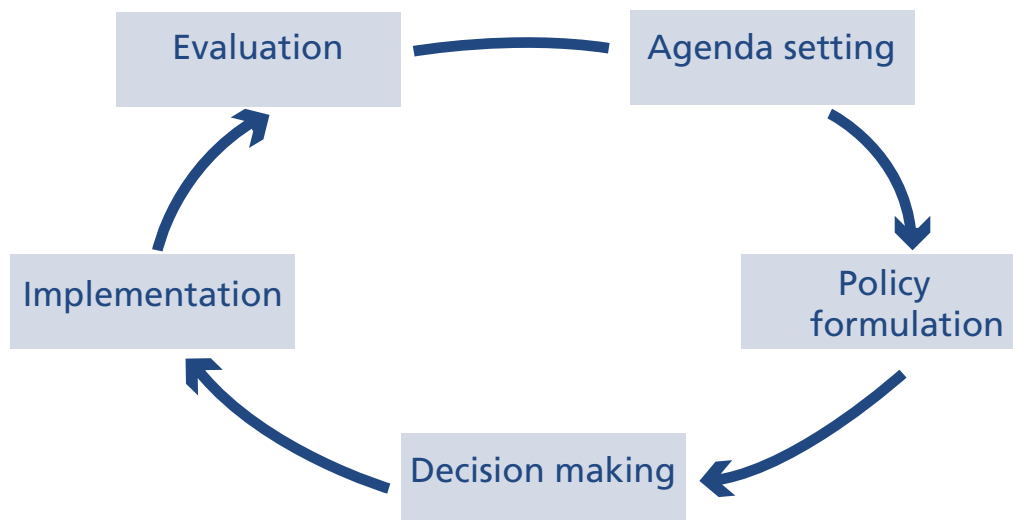 Evaluation
Agenda setting
Policy
formulation
Implementation
Decision making